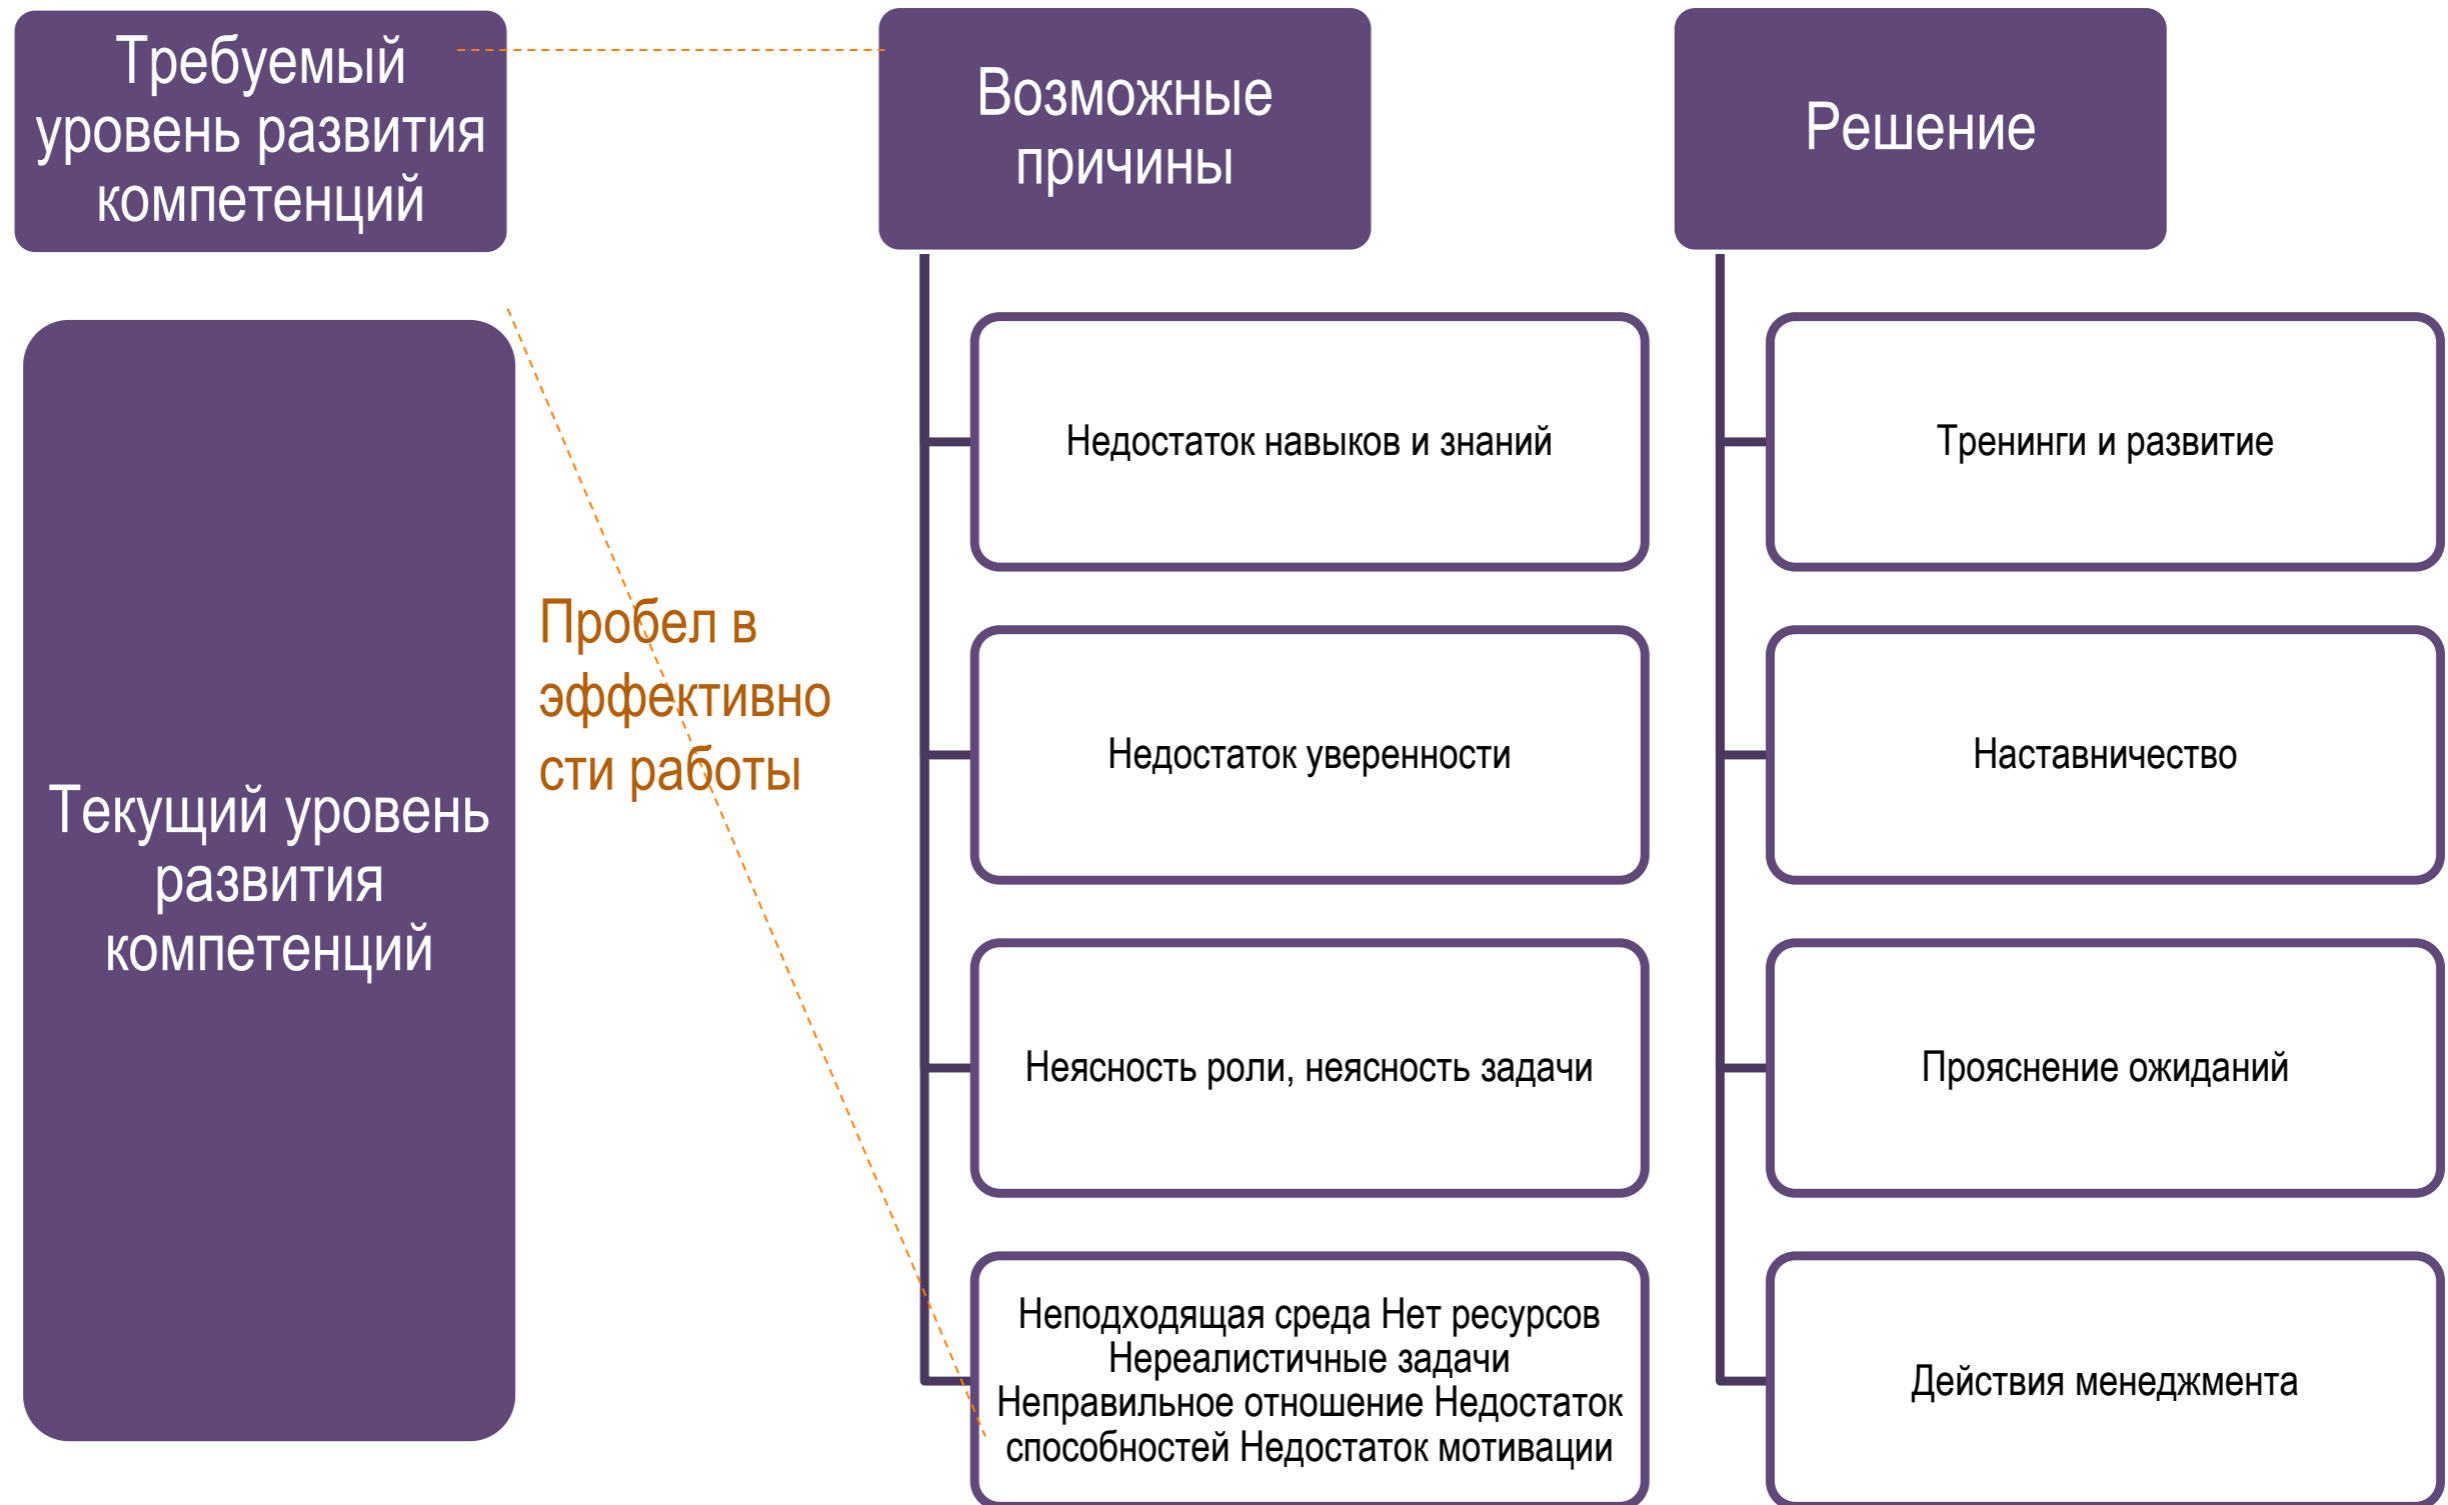 Требуемый
уровень развития
компетенций
Текущий уровень
развития
компетенций
Пробел в
эффективно
сти работы
Возможные
причины
Недостаток навыков и знаний
Недостаток уверенности
Неясность роли, неясность задачи
Неподходящая среда Нет ресурсов
Нереалистичные задачи
Неправильное отношение Недостаток
способностей Недостаток мотивации
Решение
Тренинги и развитие
Наставничество
Прояснение ожиданий
Действия менеджмента